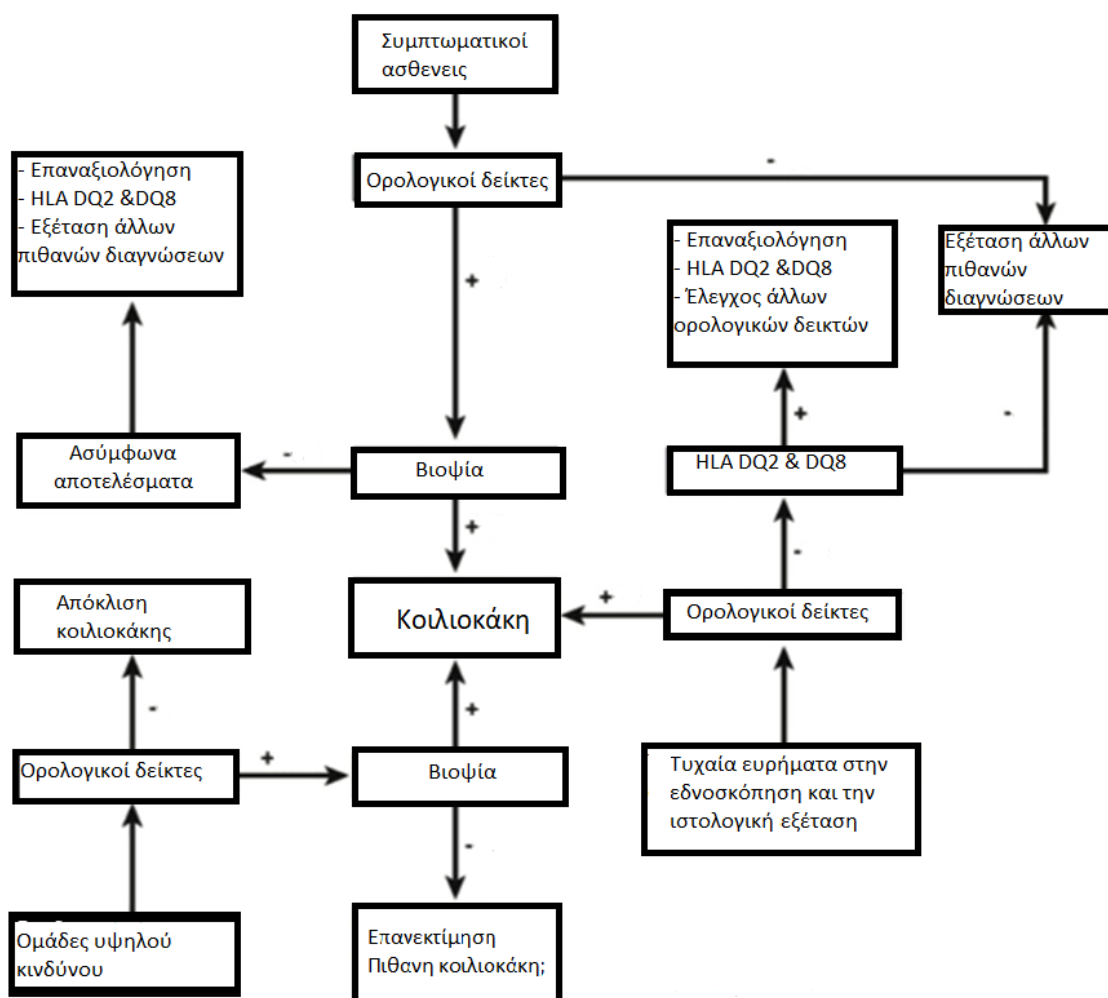 Συμπτωματικοί
ασθενεις
Ορολογικοί δείκτες
-
- Επαναξιολόγηση
- HLA DQ2 &DQ8
- Εξέταση άλλων
πιθανών διαγνώσεων
+
- Επαναξιολόγηση
- HLA DQ2 &DQ8
- Έλεγχος άλλων
ορολογικών δεικτών
Εξέταση άλλων
πιθανών
διαγνώσεων
Ασύμφωνα
αποτελέσματα
-
Βιοψία
+
+
-
HLA DQ2 & DQ8
-
Απόκλιση
κοιλιοκάκης
Κοιλιοκάκη
+
Ορολογικοί δείκτες
-
+
Ορολογικοί δείκτες
+
Βιοψία
-
Τυχαία ευρήματα στην
εδνοσκόπηση και την
ιστολογική εξέταση
Ομάδες υψηλού
κινδύνου
Επανεκτίμηση
Πιθανη κοιλιοκάκη;